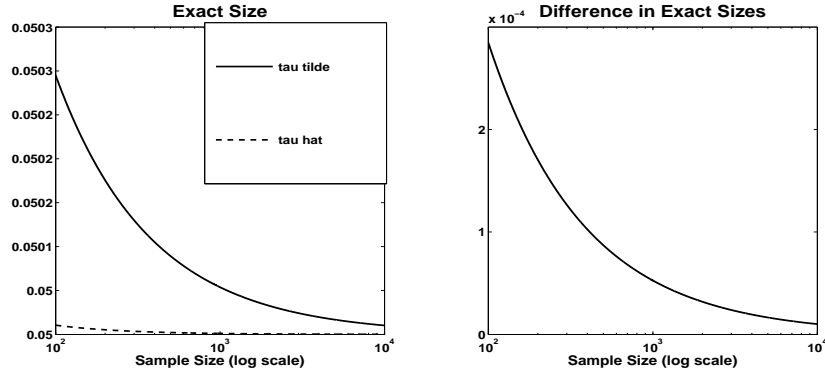 Exact Size
0.0503
0.0503
0.0502
0.0502
0.0502
0.0501
0.05
0.05
tau tilde
tau hat
10^2
10^3
10^4
Sample Size (log scale)
Difference in Exact Sizes
x 10^−4
2
1
0
10^2
10^3
10^4
Sample Size (log scale)